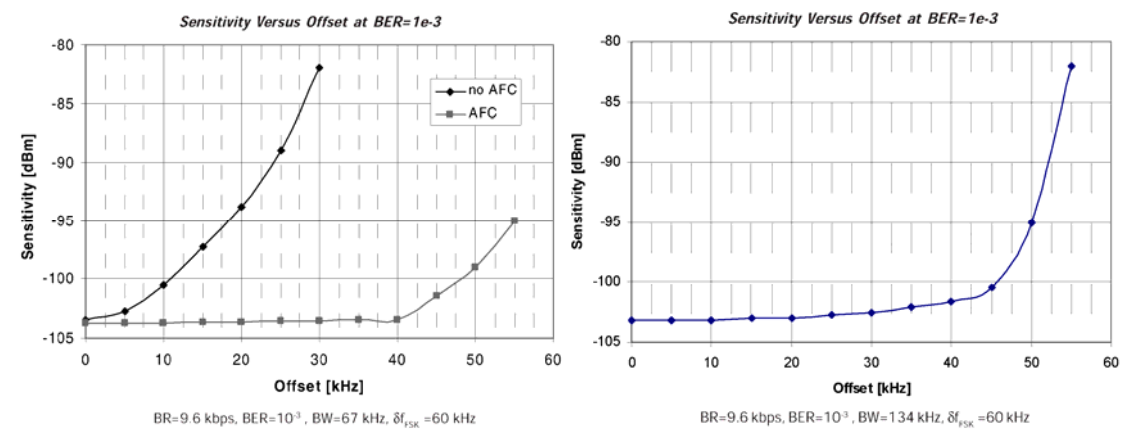 Sensitivity Versus Offset at BER=1e-3
-80
-85
-90
-95
-100
-105
Sensitivity [dBm]
no AFC
AFC
0 10 20 30 40 50 60
Offset [kHz]
BR=9.6 kbps, BER=10⁻³ , BW=67 kHz, δf_FSK =60 kHz
Sensitivity Versus Offset at BER=1e-3
-80
-85
-90
-95
-100
-105
Sensitivity [dBm]
0 10 20 30 40 50 60
Offset [kHz]
BR=9.6 kbps, BER=10⁻³ , BW=134 kHz, δf_FSK =60 kHz